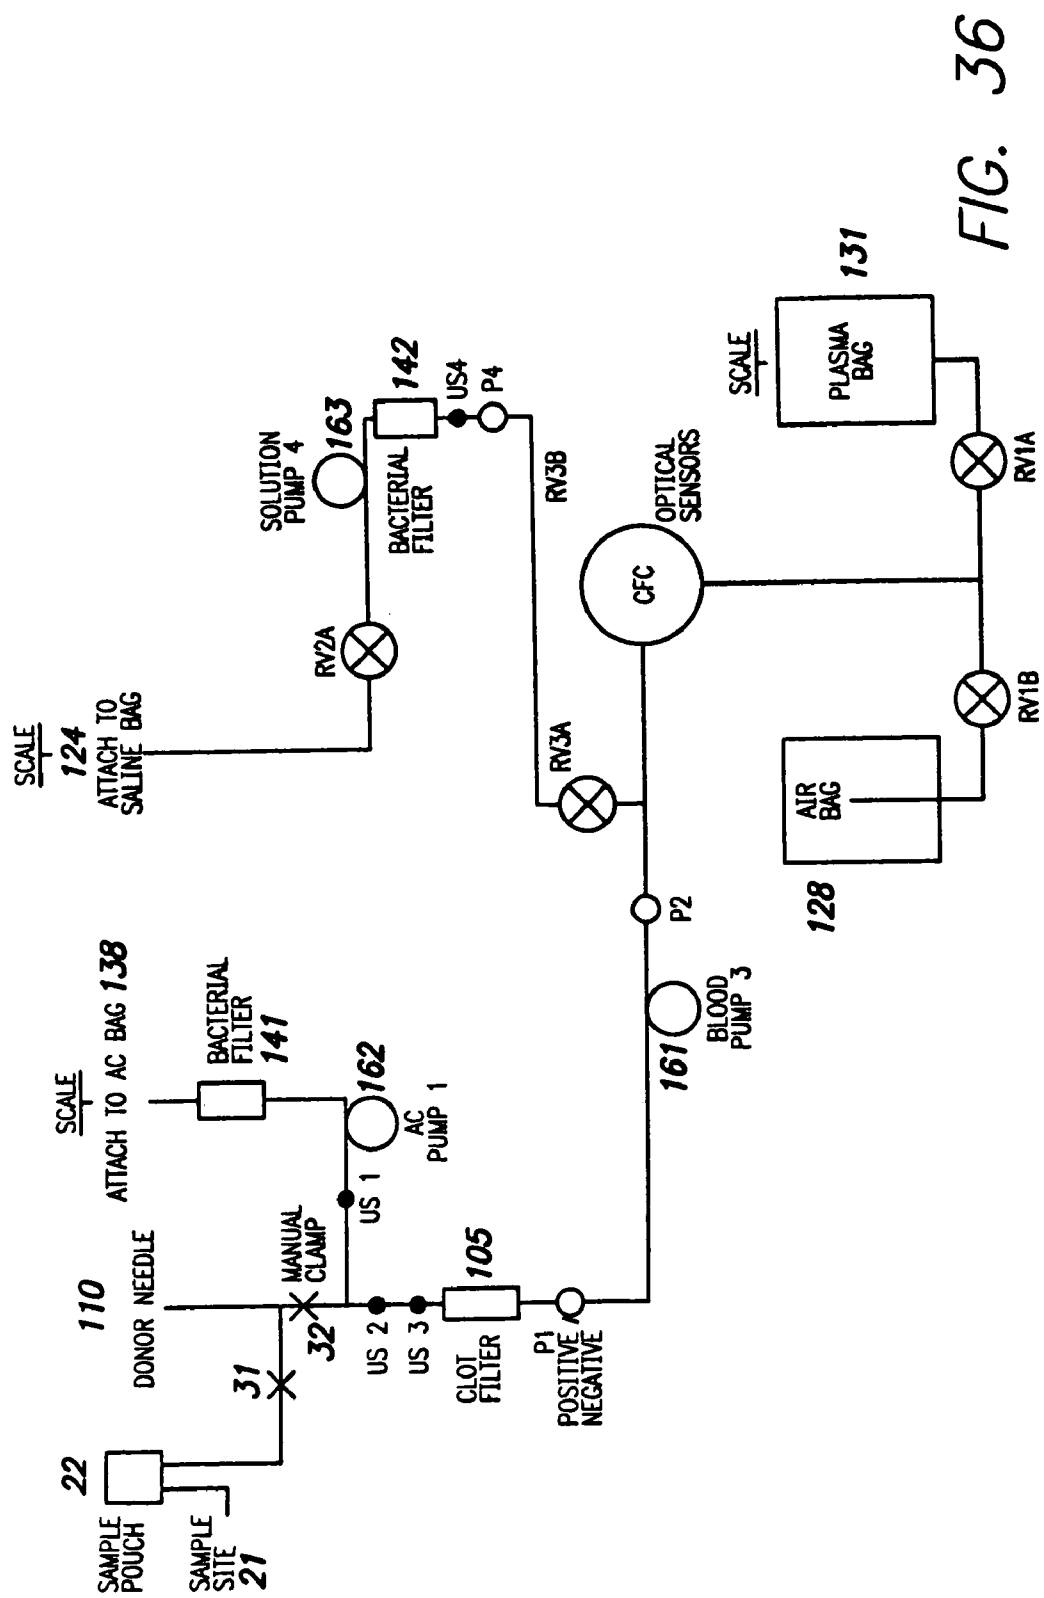 SAMPLE
POUCH
22
SAMPLE
SITE
21
31
110
DONOR NEEDLE
MANUAL
CLAMP
32
US 2
US 3
CLOT
FILTER
105
P1
POSITIVE
NEGATIVE
SCALE
ATTACH TO AC BAG 138
BACTERIAL
FILTER
141
162
AC
PUMP 1
US 1
161
BLOOD
PUMP 3
P2
SCALE
124
ATTACH TO
SALINE BAG
RV2A
SOLUTION
PUMP 4
163
BACTERIAL
FILTER
142
US4
P4
RV3B
RV3A
CFC
OPTICAL
SENSORS
AIR
BAG
128
RV1B
RV1A
SCALE
PLASMA
BAG
131
FIG. 36